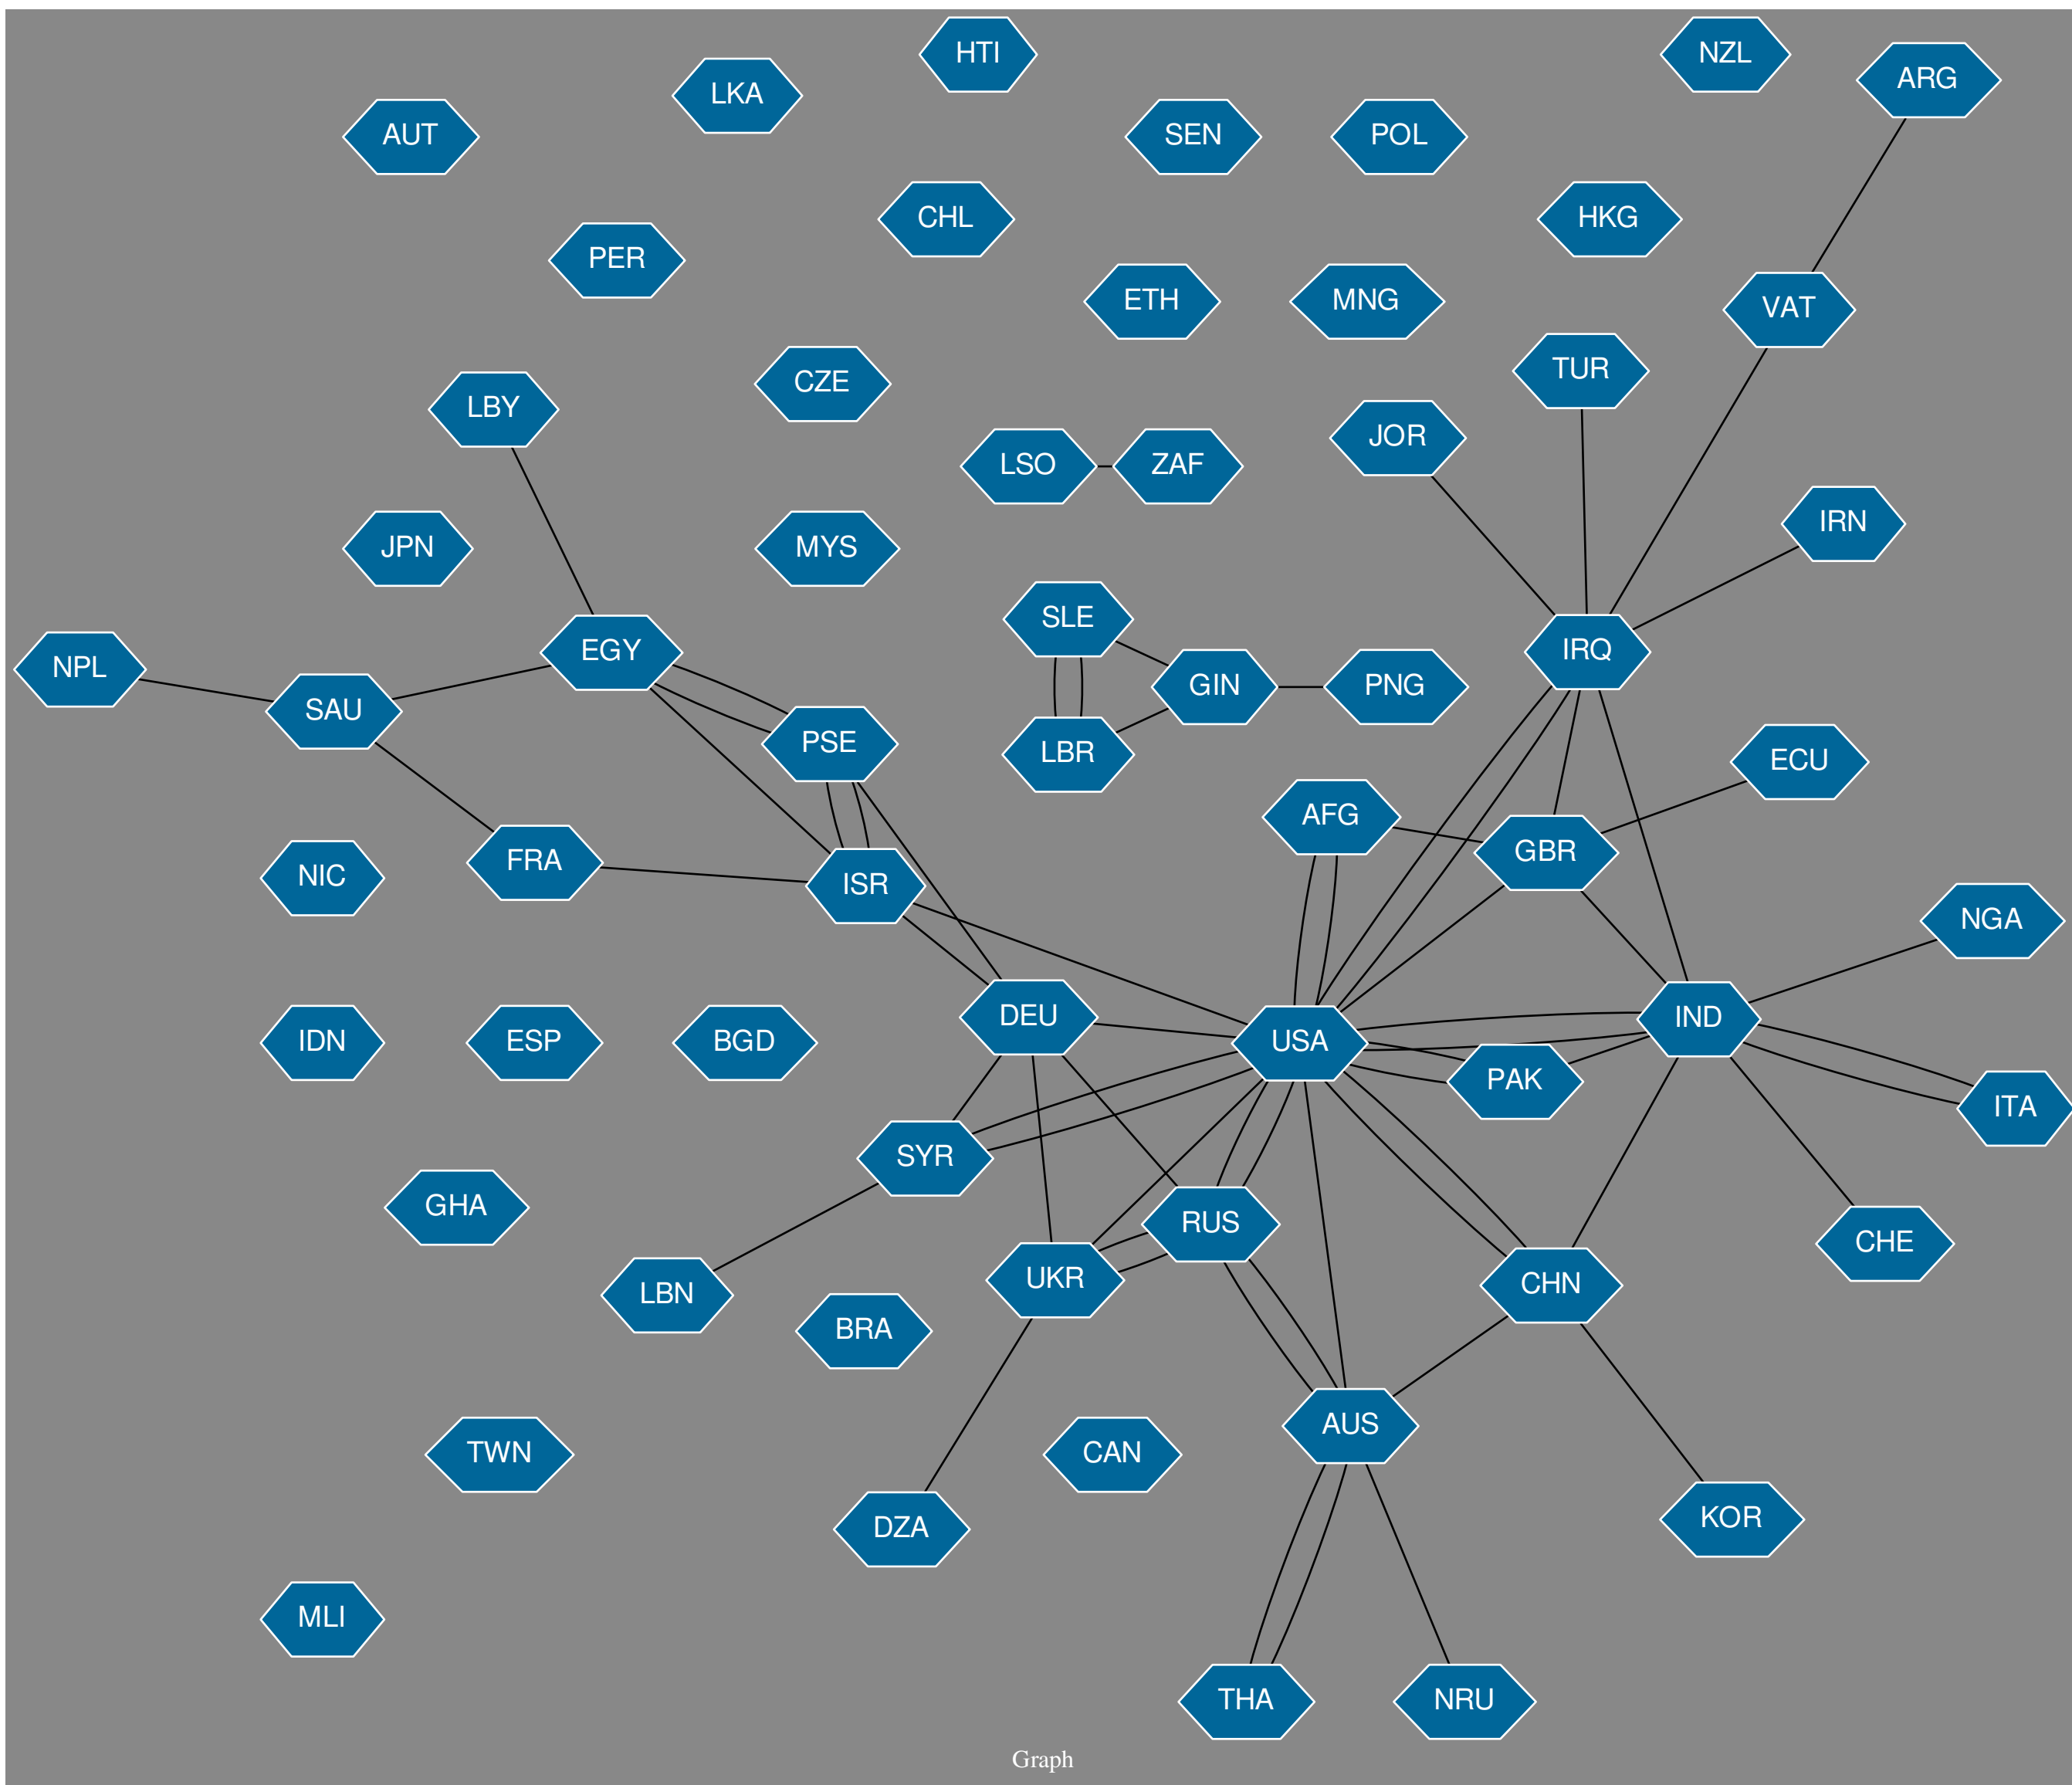 HTI
NZL
ARG
LKA
AUT
SEN
POL
CHL
HKG
PER
ETH
MNG
VAT
TUR
CZE
LBY
JOR
LSO
ZAF
IRN
JPN
MYS
SLE
EGY
IRQ
NPL
GIN
PNG
SAU
PSE
LBR
ECU
AFG
GBR
FRA
NIC
ISR
NGA
DEU
IND
IDN
ESP
BGD
USA
PAK
ITA
SYR
GHA
RUS
CHE
UKR
CHN
LBN
BRA
AUS
TWN
CAN
KOR
DZA
MLI
THA
NRU
Graph